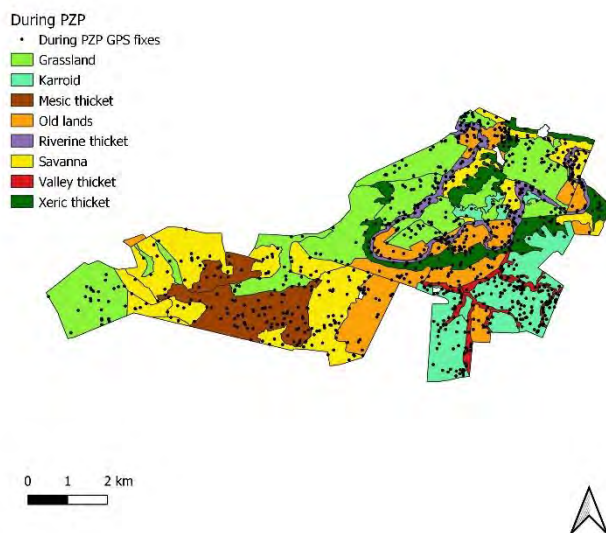 During PZP
During PZP GPS fixes
Grassland
Karroid
Mesic thicket
Old lands
Riverine thicket
Savanna
Valley thicket
Xeric thicket
0 1 2 km